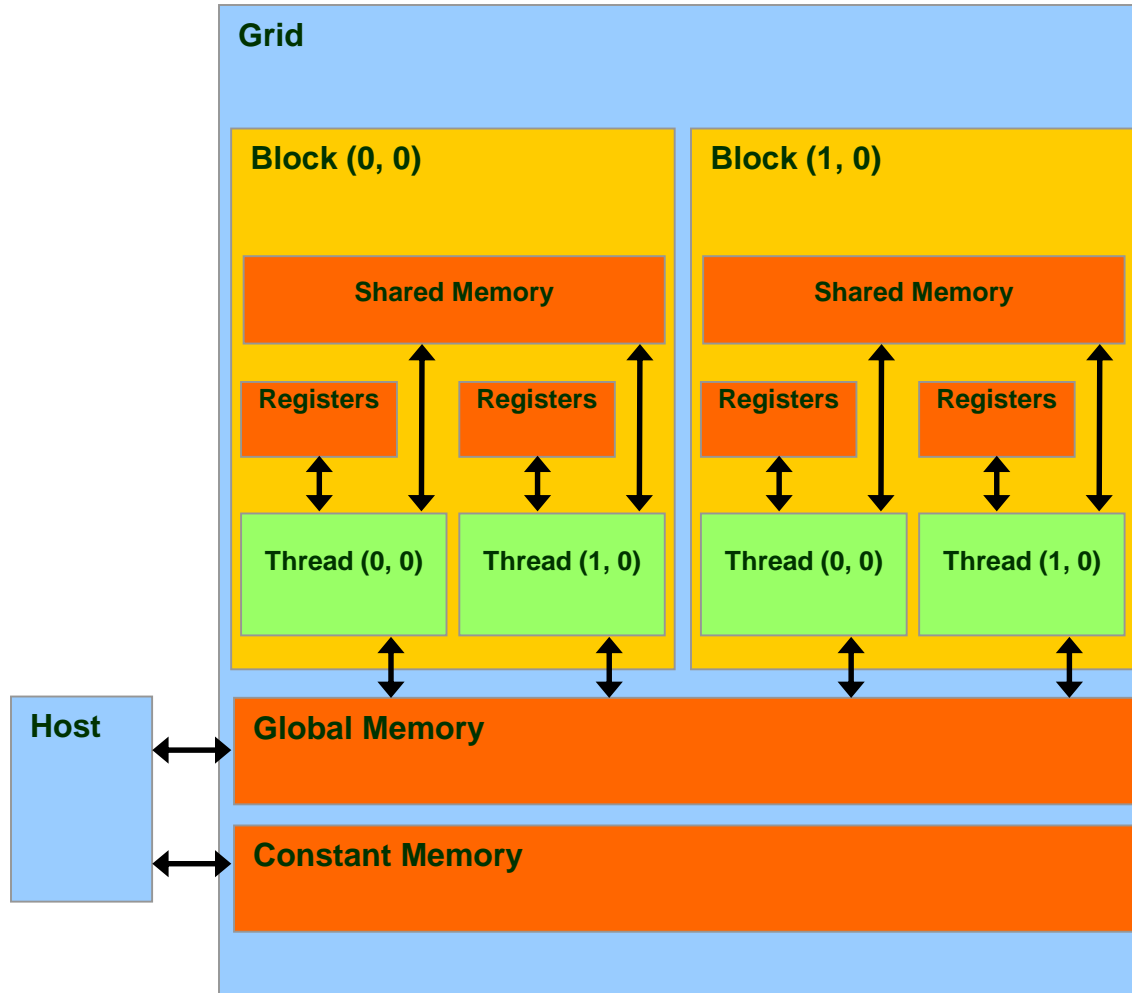 Grid
Block (0, 0)
Block (1, 0)
Shared Memory
Shared Memory
Registers
Registers
Registers
Registers
Thread (0, 0)
Thread (1, 0)
Thread (0, 0)
Thread (1, 0)
Host
Global Memory
Constant Memory